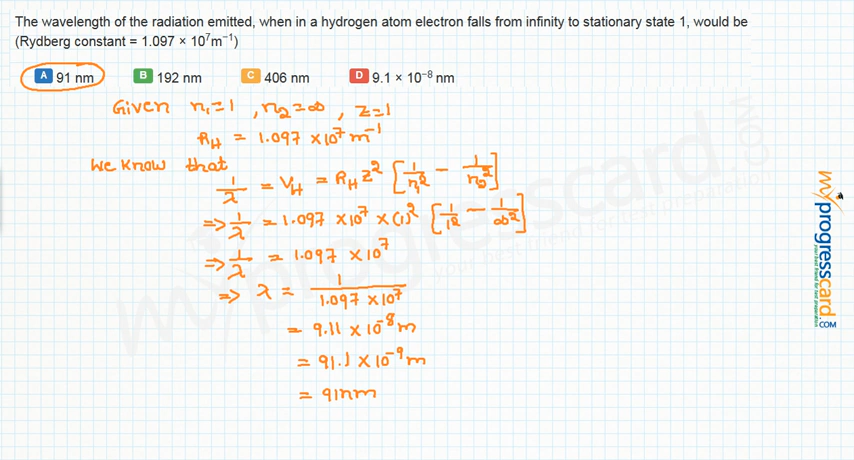 The wavelength of the radiation emitted, when in a hydrogen atom electron falls from infinity to stationary state 1, would be
(Rydberg constant = 1.097 × 10⁷m⁻¹)
A 91 nm B 192 nm C 406 nm D 9.1 × 10⁻⁸ nm
Given n₁=1, n₂=∞, z=1
R_H = 1.097 × 10⁷ m⁻¹
We know that
1/λ = ν_H = R_H z² [1/n₁² − 1/n₂²]
⇒ 1/λ = 1.097 × 10⁷ × (1)² [1/1² − 1/∞²]
⇒ 1/λ = 1.097 × 10⁷
⇒ λ = 1/(1.097 × 10⁷)
= 9.11 × 10⁻⁸ m
= 91.1 × 10⁻⁹ m
= 91nm
myprogresscard.COM